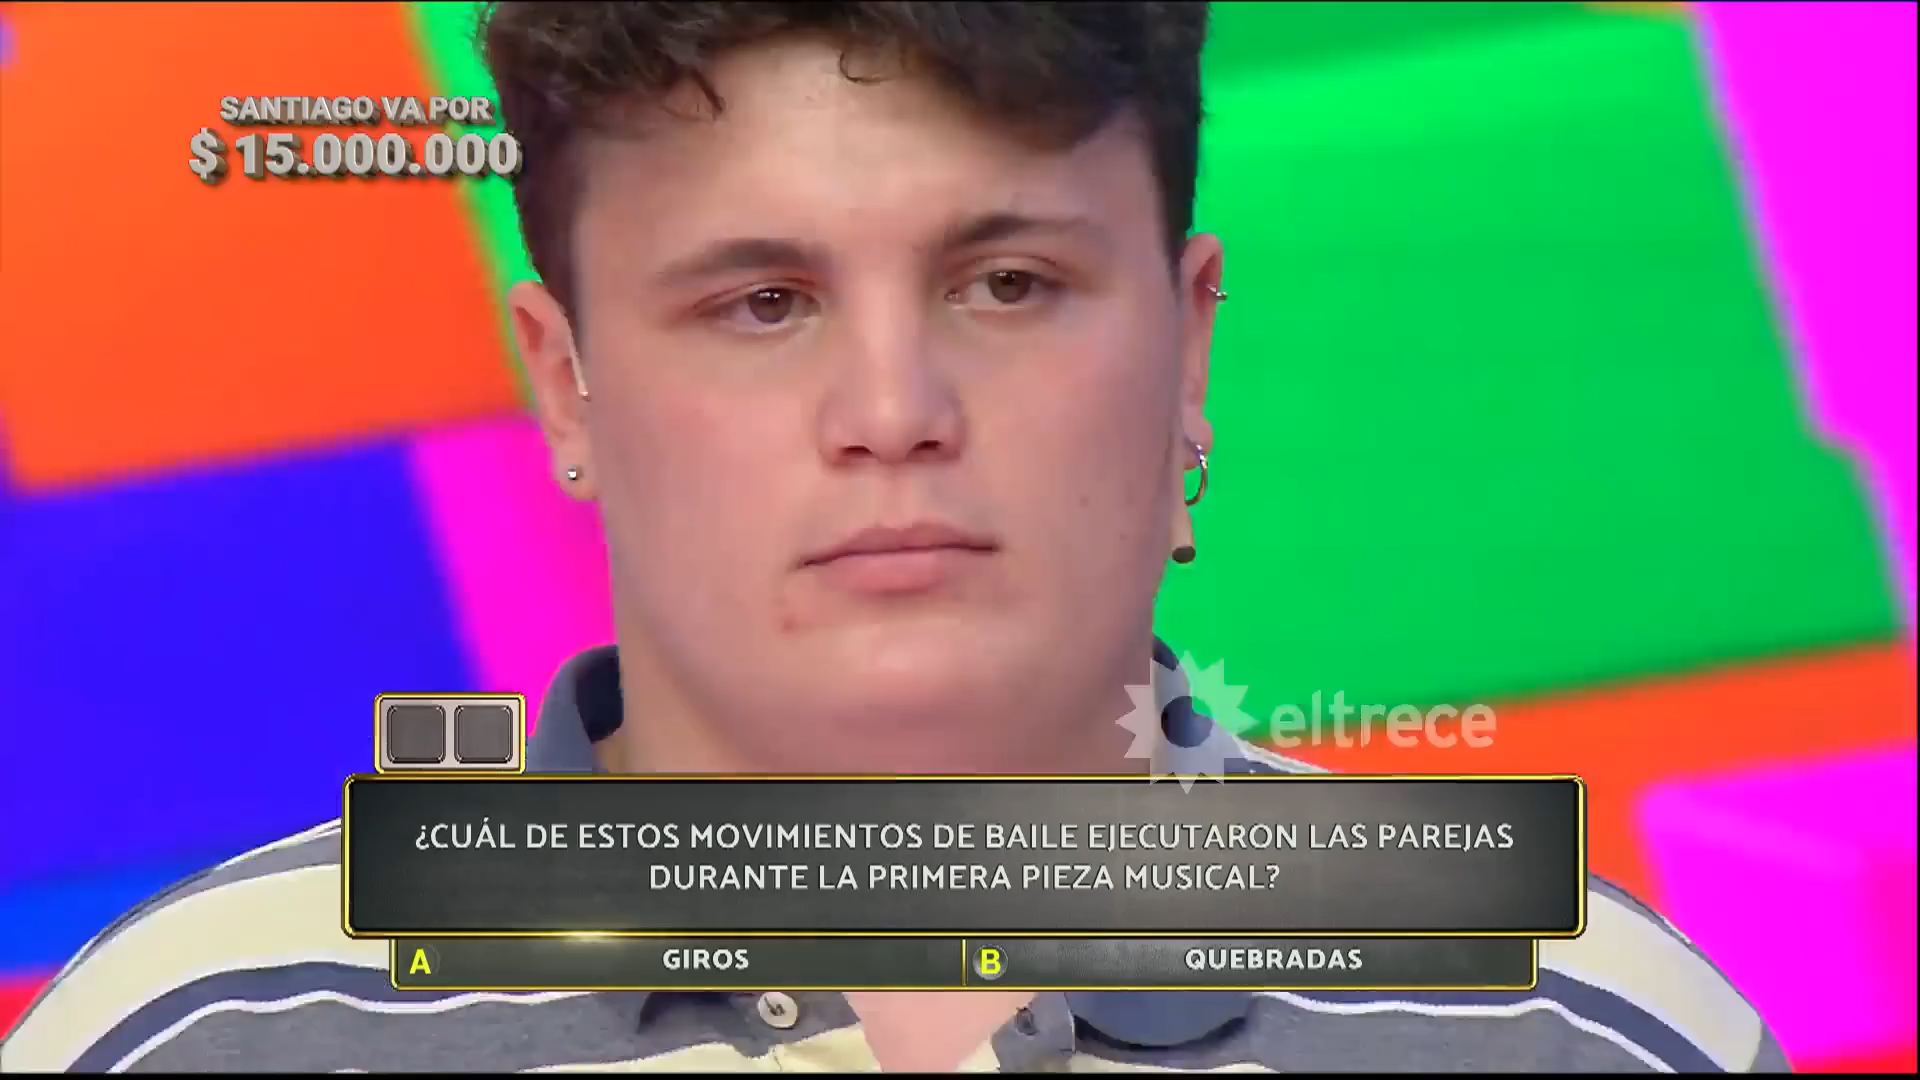 SANTIAGO VA POR
$ 15.000.000
eltrece
¿CUÁL DE ESTOS MOVIMIENTOS DE BAILE EJECUTARON LAS PAREJAS
DURANTE LA PRIMERA PIEZA MUSICAL?
A GIROS
B QUEBRADAS